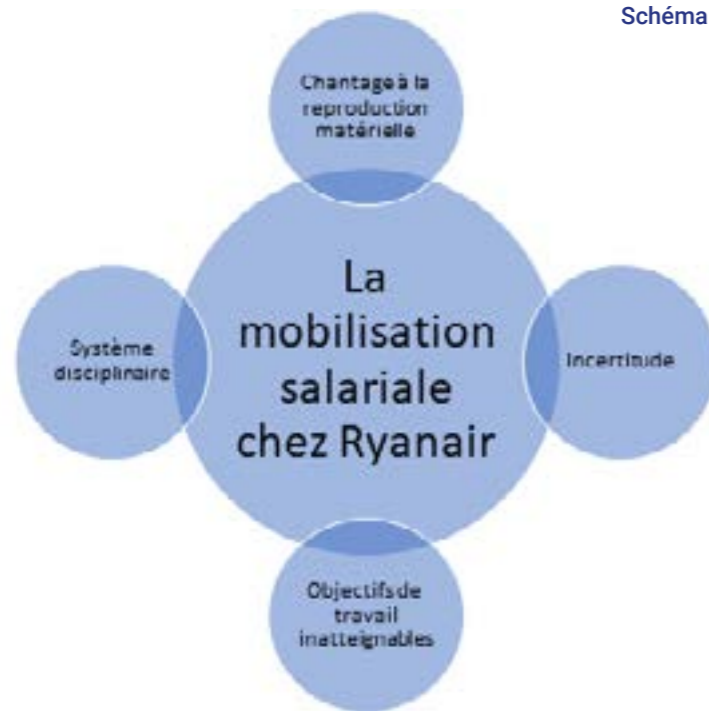 Schéma
Chantage à la
reproduction
matérielle
La
mobilisation
salariale
chez Ryanair
Système
disciplinaire
Incertitude
Objectifs de
travail
inatteignables